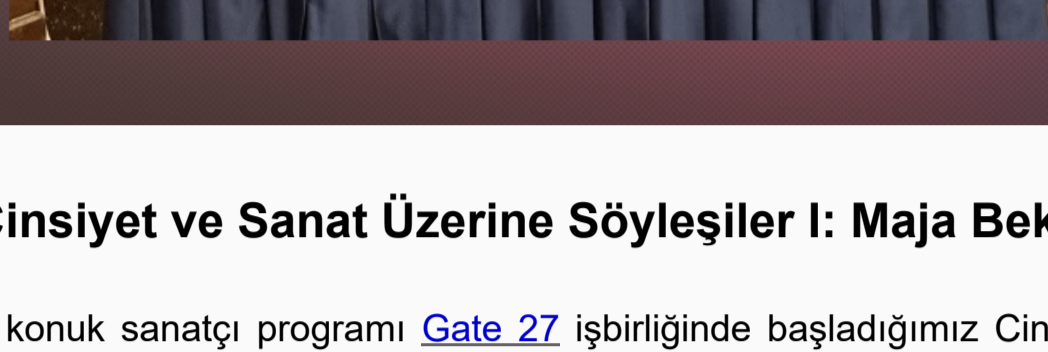 Cinsiyet ve Sanat Üzerine Söyleşiler I: Maja Bek
konuk sanatçı programı Gate 27 işbirliğinde başladığımız Cin